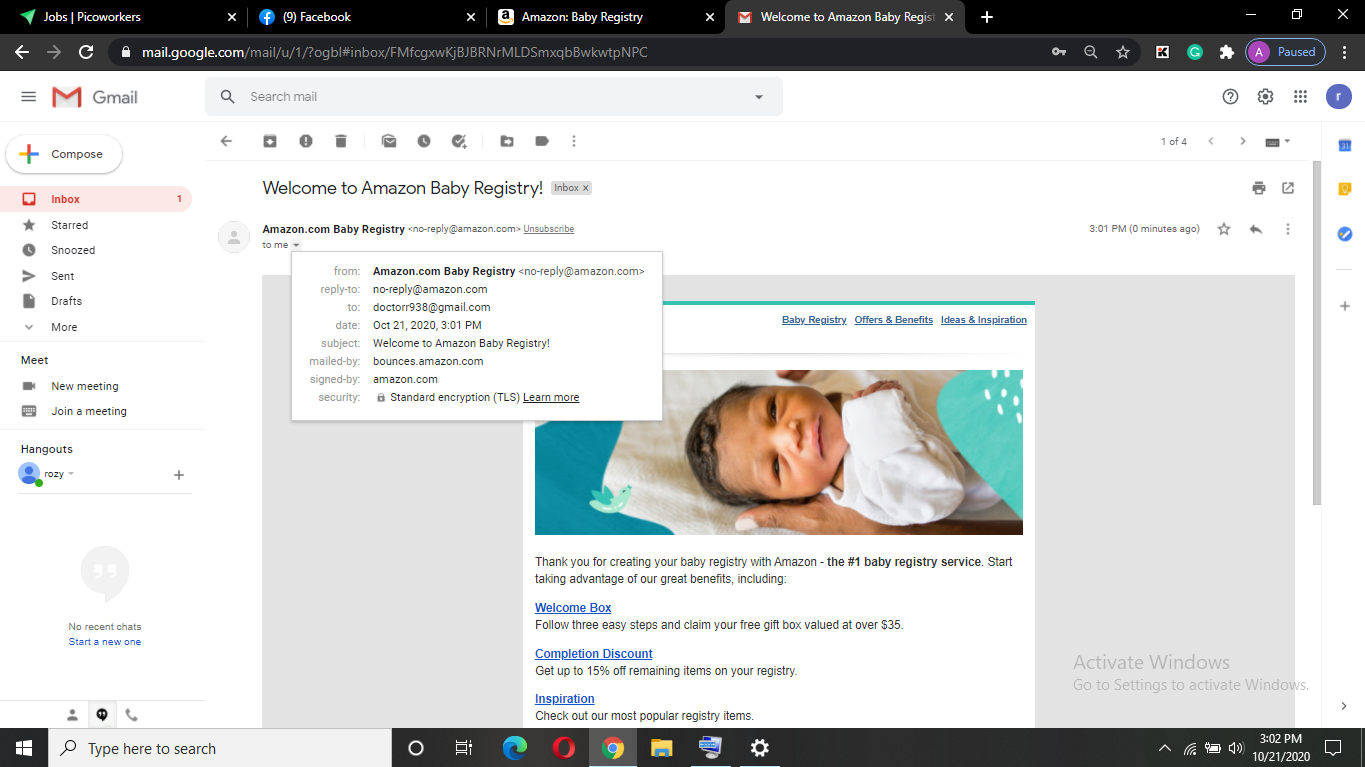 Jobs | Picoworkers
(9) Facebook
Amazon: Baby Registry
Welcome to Amazon Baby Regist
mail.google.com/mail/u/1/?ogbl#inbox/FMfcgxwKjBJBRNrMLDSmxqbBwkwtpNPC
A Paused
Gmail
Search mail
r
Compose
1 of 4
Inbox 1
Starred
Snoozed
Sent
Drafts
More
Meet
New meeting
Join a meeting
Hangouts
rozy
No recent chats
Start a new one
Welcome to Amazon Baby Registry! Inbox x
Amazon.com Baby Registry <no-reply@amazon.com> Unsubscribe
3:01 PM (0 minutes ago)
to me
from: Amazon.com Baby Registry <no-reply@amazon.com>
reply-to: no-reply@amazon.com
to: doctorr938@gmail.com
date: Oct 21, 2020, 3:01 PM
subject: Welcome to Amazon Baby Registry!
mailed-by: bounces.amazon.com
signed-by: amazon.com
security: Standard encryption (TLS) Learn more
Baby Registry Offers & Benefits Ideas & Inspiration
Thank you for creating your baby registry with Amazon - the #1 baby registry service. Start
taking advantage of our great benefits, including:
Welcome Box
Follow three easy steps and claim your free gift box valued at over $35.
Completion Discount
Get up to 15% off remaining items on your registry.
Inspiration
Check out our most popular registry items.
Activate Windows
Go to Settings to activate Windows.
Type here to search
3:02 PM
10/21/2020